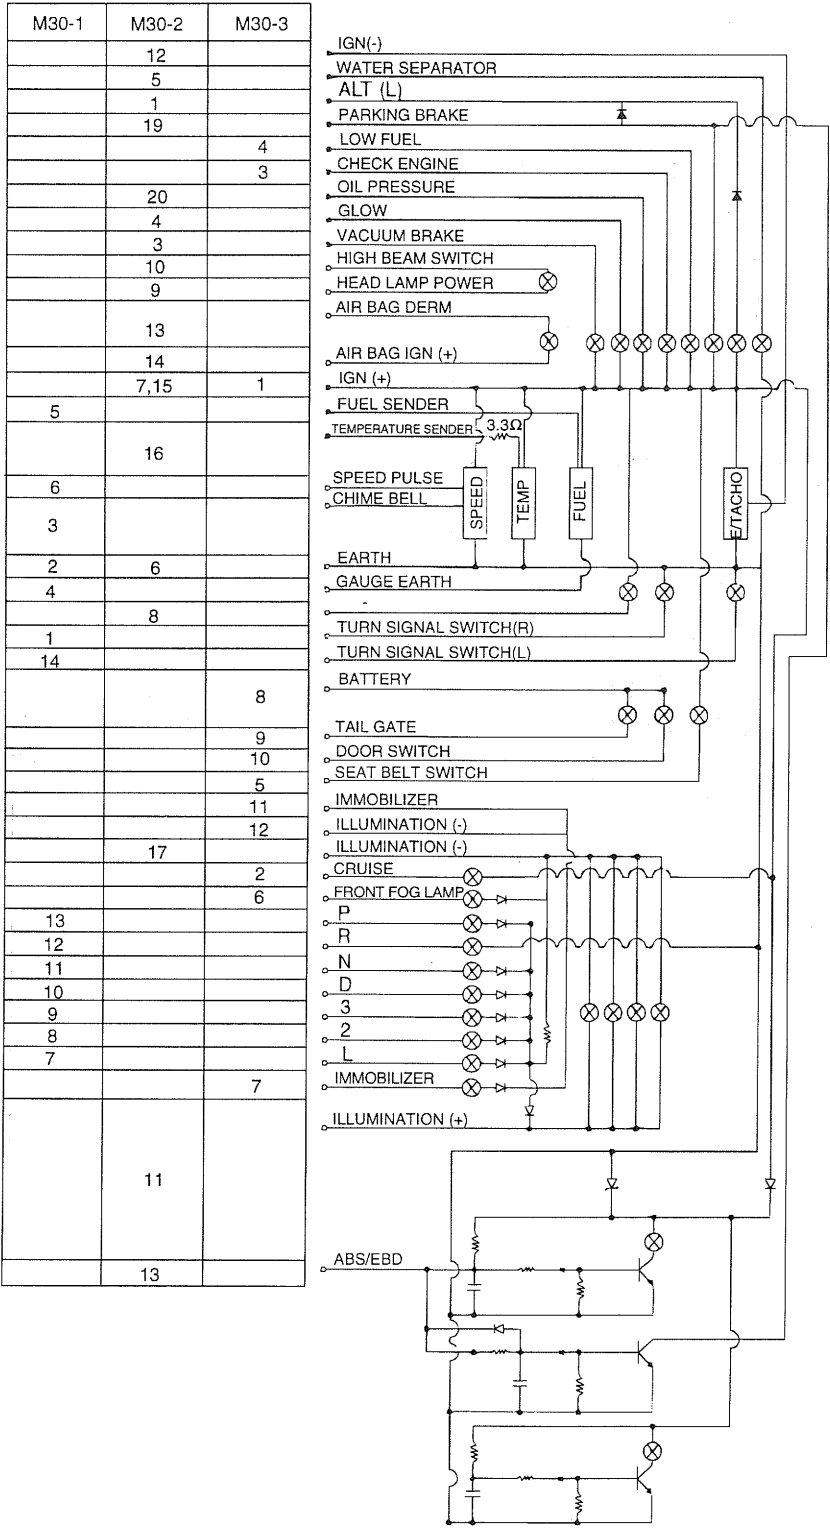 M30-1 M30-2 M30-3
12 IGN(-)
5 WATER SEPARATOR
1 ALT (L)
19 PARKING BRAKE
4 LOW FUEL
3 CHECK ENGINE
20 OIL PRESSURE
4 GLOW
3 VACUUM BRAKE
10 HIGH BEAM SWITCH
9 HEAD LAMP POWER
AIR BAG DERM
13
14 AIR BAG IGN (+)
7,15 1 IGN (+)
5 FUEL SENDER
TEMPERATURE SENDER 3.3Ω
16
6 SPEED PULSE
CHIME BELL
SPEED TEMP FUEL E/TACHO
3
2 6 EARTH
4 GAUGE EARTH
8 -
1 TURN SIGNAL SWITCH(R)
14 TURN SIGNAL SWITCH(L)
8 BATTERY
9 TAIL GATE
10 DOOR SWITCH
5 SEAT BELT SWITCH
11 IMMOBILIZER
12 ILLUMINATION (-)
17 ILLUMINATION (-)
2 CRUISE
6 FRONT FOG LAMP
13 P
12 R
11 N
10 D
9 3
8 2
7 L
7 IMMOBILIZER
ILLUMINATION (+)
11
13 ABS/EBD